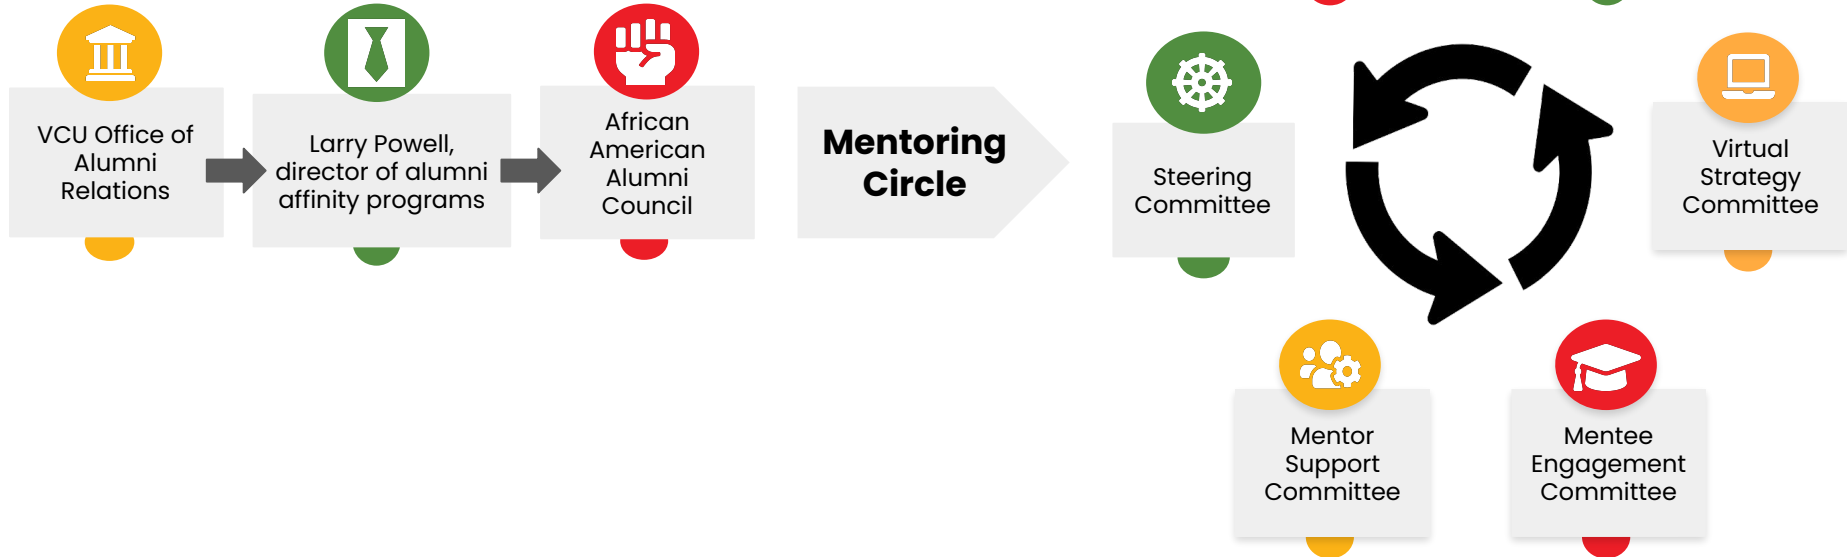 VCU Office of
Alumni
Relations
Larry Powell,
director of alumni
affinity programs
African
American
Alumni
Council
Mentoring
Circle
Steering
Committee
Virtual
Strategy
Committee
Mentor
Support
Committee
Mentee
Engagement
Committee